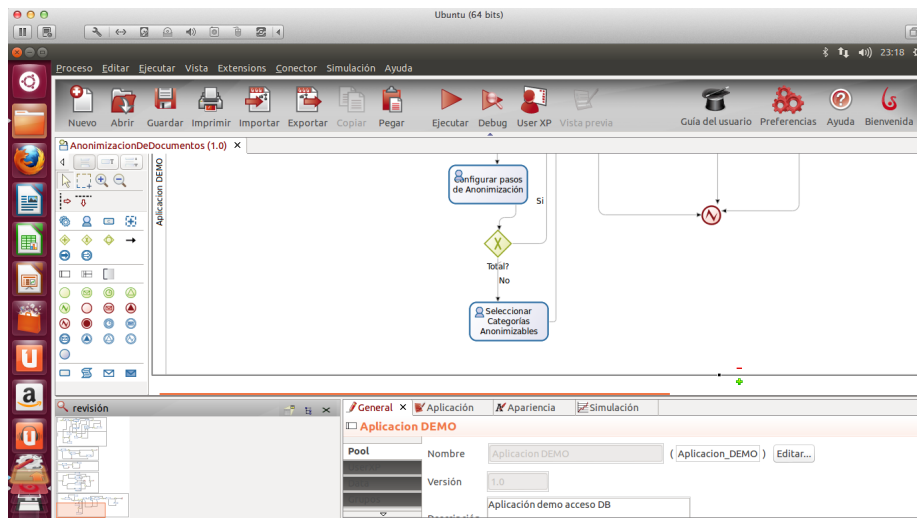 Ubuntu (64 bits)
23:18
Proceso Editar Ejecutar Vista Extensions Conector Simulación Ayuda
Nuevo Abrir Guardar Imprimir Importar Exportar Copiar Pegar Ejecutar Debug User XP Vista previa Guía del usuario Preferencias Ayuda Bienvenida
AnonimizacionDeDocumentos (1.0)
Aplicacion DEMO
Configurar pasos
de Anonimización
Si
Total?
No
Seleccionar
Categorías
Anonimizables
revisión
General Aplicación Apariencia Simulación
Aplicacion DEMO
Pool
Nombre Aplicacion DEMO ( Aplicacion_DEMO ) Editar...
Versión 1.0
Descripción Aplicación demo acceso DB